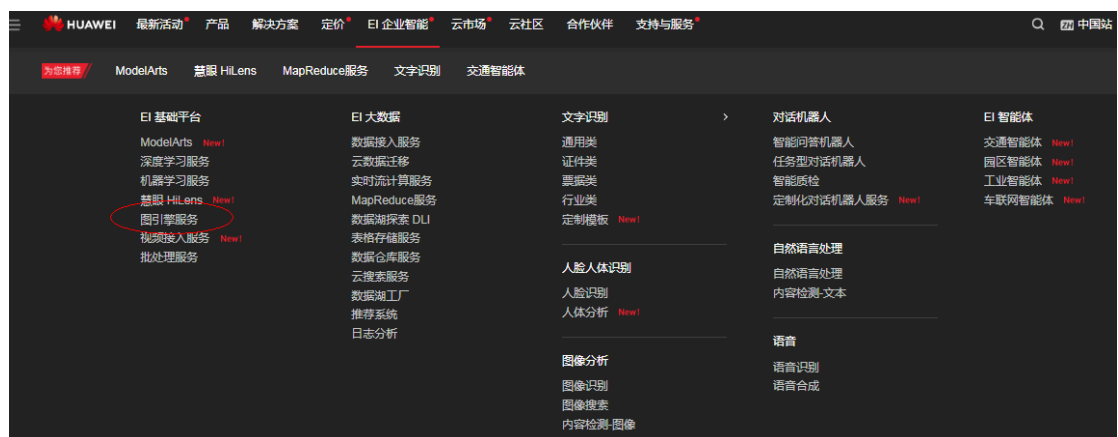 HUAWEI 最新活动 产品 解决方案 定价 EI 企业智能 云市场 云社区 合作伙伴 支持与服务 ZH 中国站
为您推荐 ModelArts 慧眼 HiLens MapReduce服务 文字识别 交通智能体
EI 基础平台
ModelArts New!
深度学习服务
机器学习服务
慧眼 HiLens New!
图引擎服务
视频接入服务 New!
批处理服务
EI 大数据
数据接入服务
云数据迁移
实时流计算服务
MapReduce服务
数据湖探索 DLI
表格存储服务
数据仓库服务
云搜索服务
数据湖工厂
推荐系统
日志分析
文字识别 >
通用类
证件类
票据类
行业类
定制模板 New!
人脸人体识别
人脸识别
人体分析 New!
图像分析
图像识别
图像搜索
内容检测-图像
对话机器人
智能问答机器人
任务型对话机器人
智能质检
定制化对话机器人服务 New!
自然语言处理
自然语言处理
内容检测-文本
语音
语音识别
语音合成
EI 智能体
交通智能体 New!
园区智能体 New!
工业智能体 New!
车联网智能体 New!